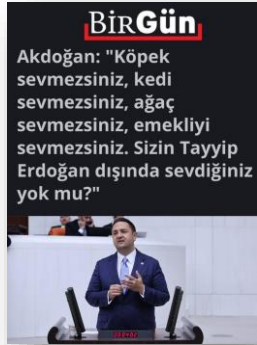 BirGün
Akdoğan: "Köpek
sevmezsiniz, kedi
sevmezsiniz, ağaç
sevmezsiniz, emekliyi
sevmezsiniz. Sizin Tayyip
Erdoğan dışında sevdiğiniz
yok mu?"